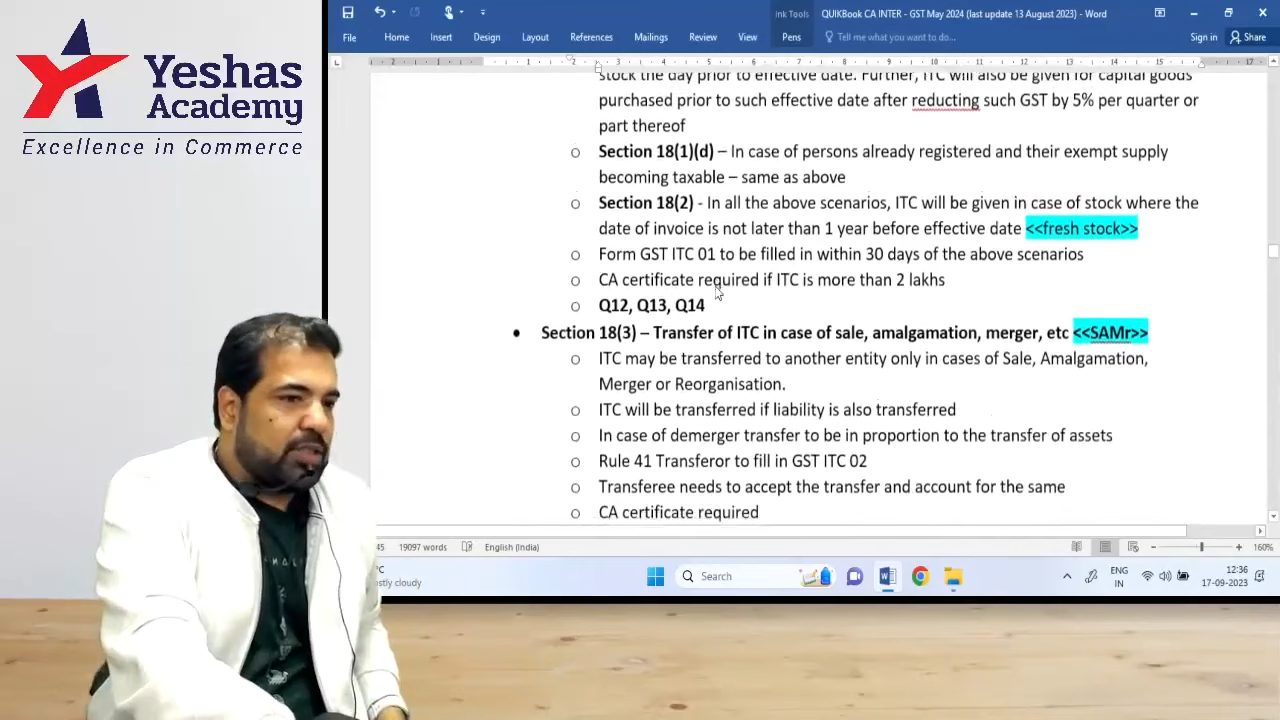 Yeshas
Academy
Excellence in Commerce
Ink Tools
QUIKBook CA INTER - GST May 2024 (last update 13 August 2023) - Word
File
Home
Insert
Design
Layout
References
Mailings
Review
View
Pens
Tell me what you want to do...
Sign in
Share
stock the day prior to effective date. Further, ITC will also be given for capital goods
purchased prior to such effective date after reducting such GST by 5% per quarter or
part thereof
o Section 18(1)(d) – In case of persons already registered and their exempt supply
becoming taxable – same as above
o Section 18(2) - In all the above scenarios, ITC will be given in case of stock where the
date of invoice is not later than 1 year before effective date <<fresh stock>>
o Form GST ITC 01 to be filled in within 30 days of the above scenarios
o CA certificate required if ITC is more than 2 lakhs
o Q12, Q13, Q14
• Section 18(3) – Transfer of ITC in case of sale, amalgamation, merger, etc <<SAMr>>
o ITC may be transferred to another entity only in cases of Sale, Amalgamation,
Merger or Reorganisation.
o ITC will be transferred if liability is also transferred
o In case of demerger transfer to be in proportion to the transfer of assets
o Rule 41 Transferor to fill in GST ITC 02
o Transferee needs to accept the transfer and account for the same
o CA certificate required
45
19097 words
English (India)
160%
°C
stly cloudy
Search
ENG
IN
12:36
17-09-2023